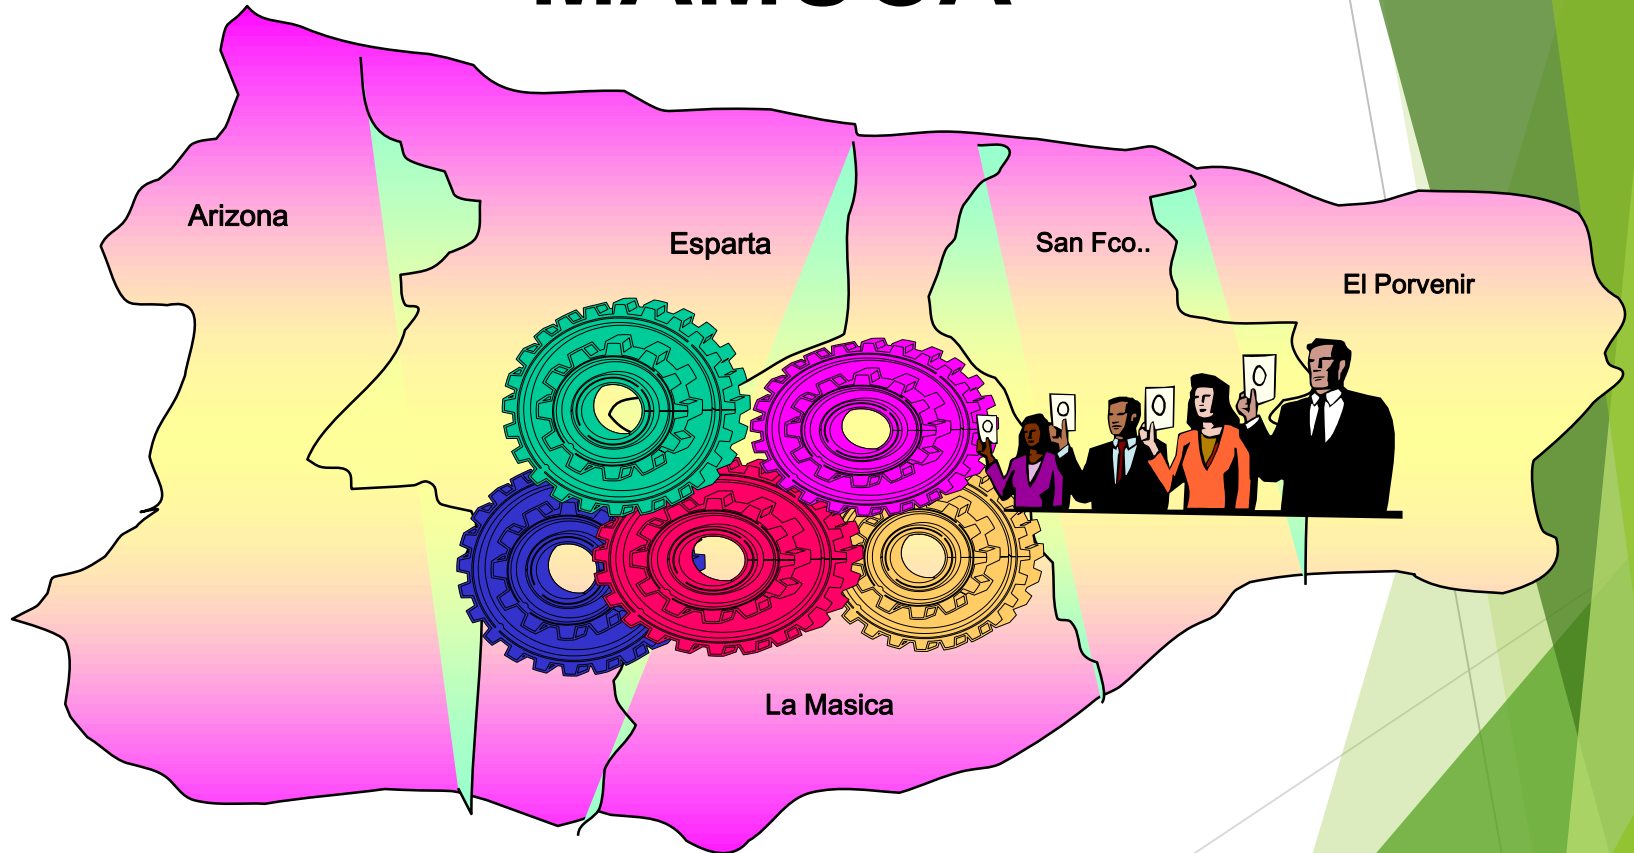 Arizona
Esparta
San Fco..
El Porvenir
La Masica